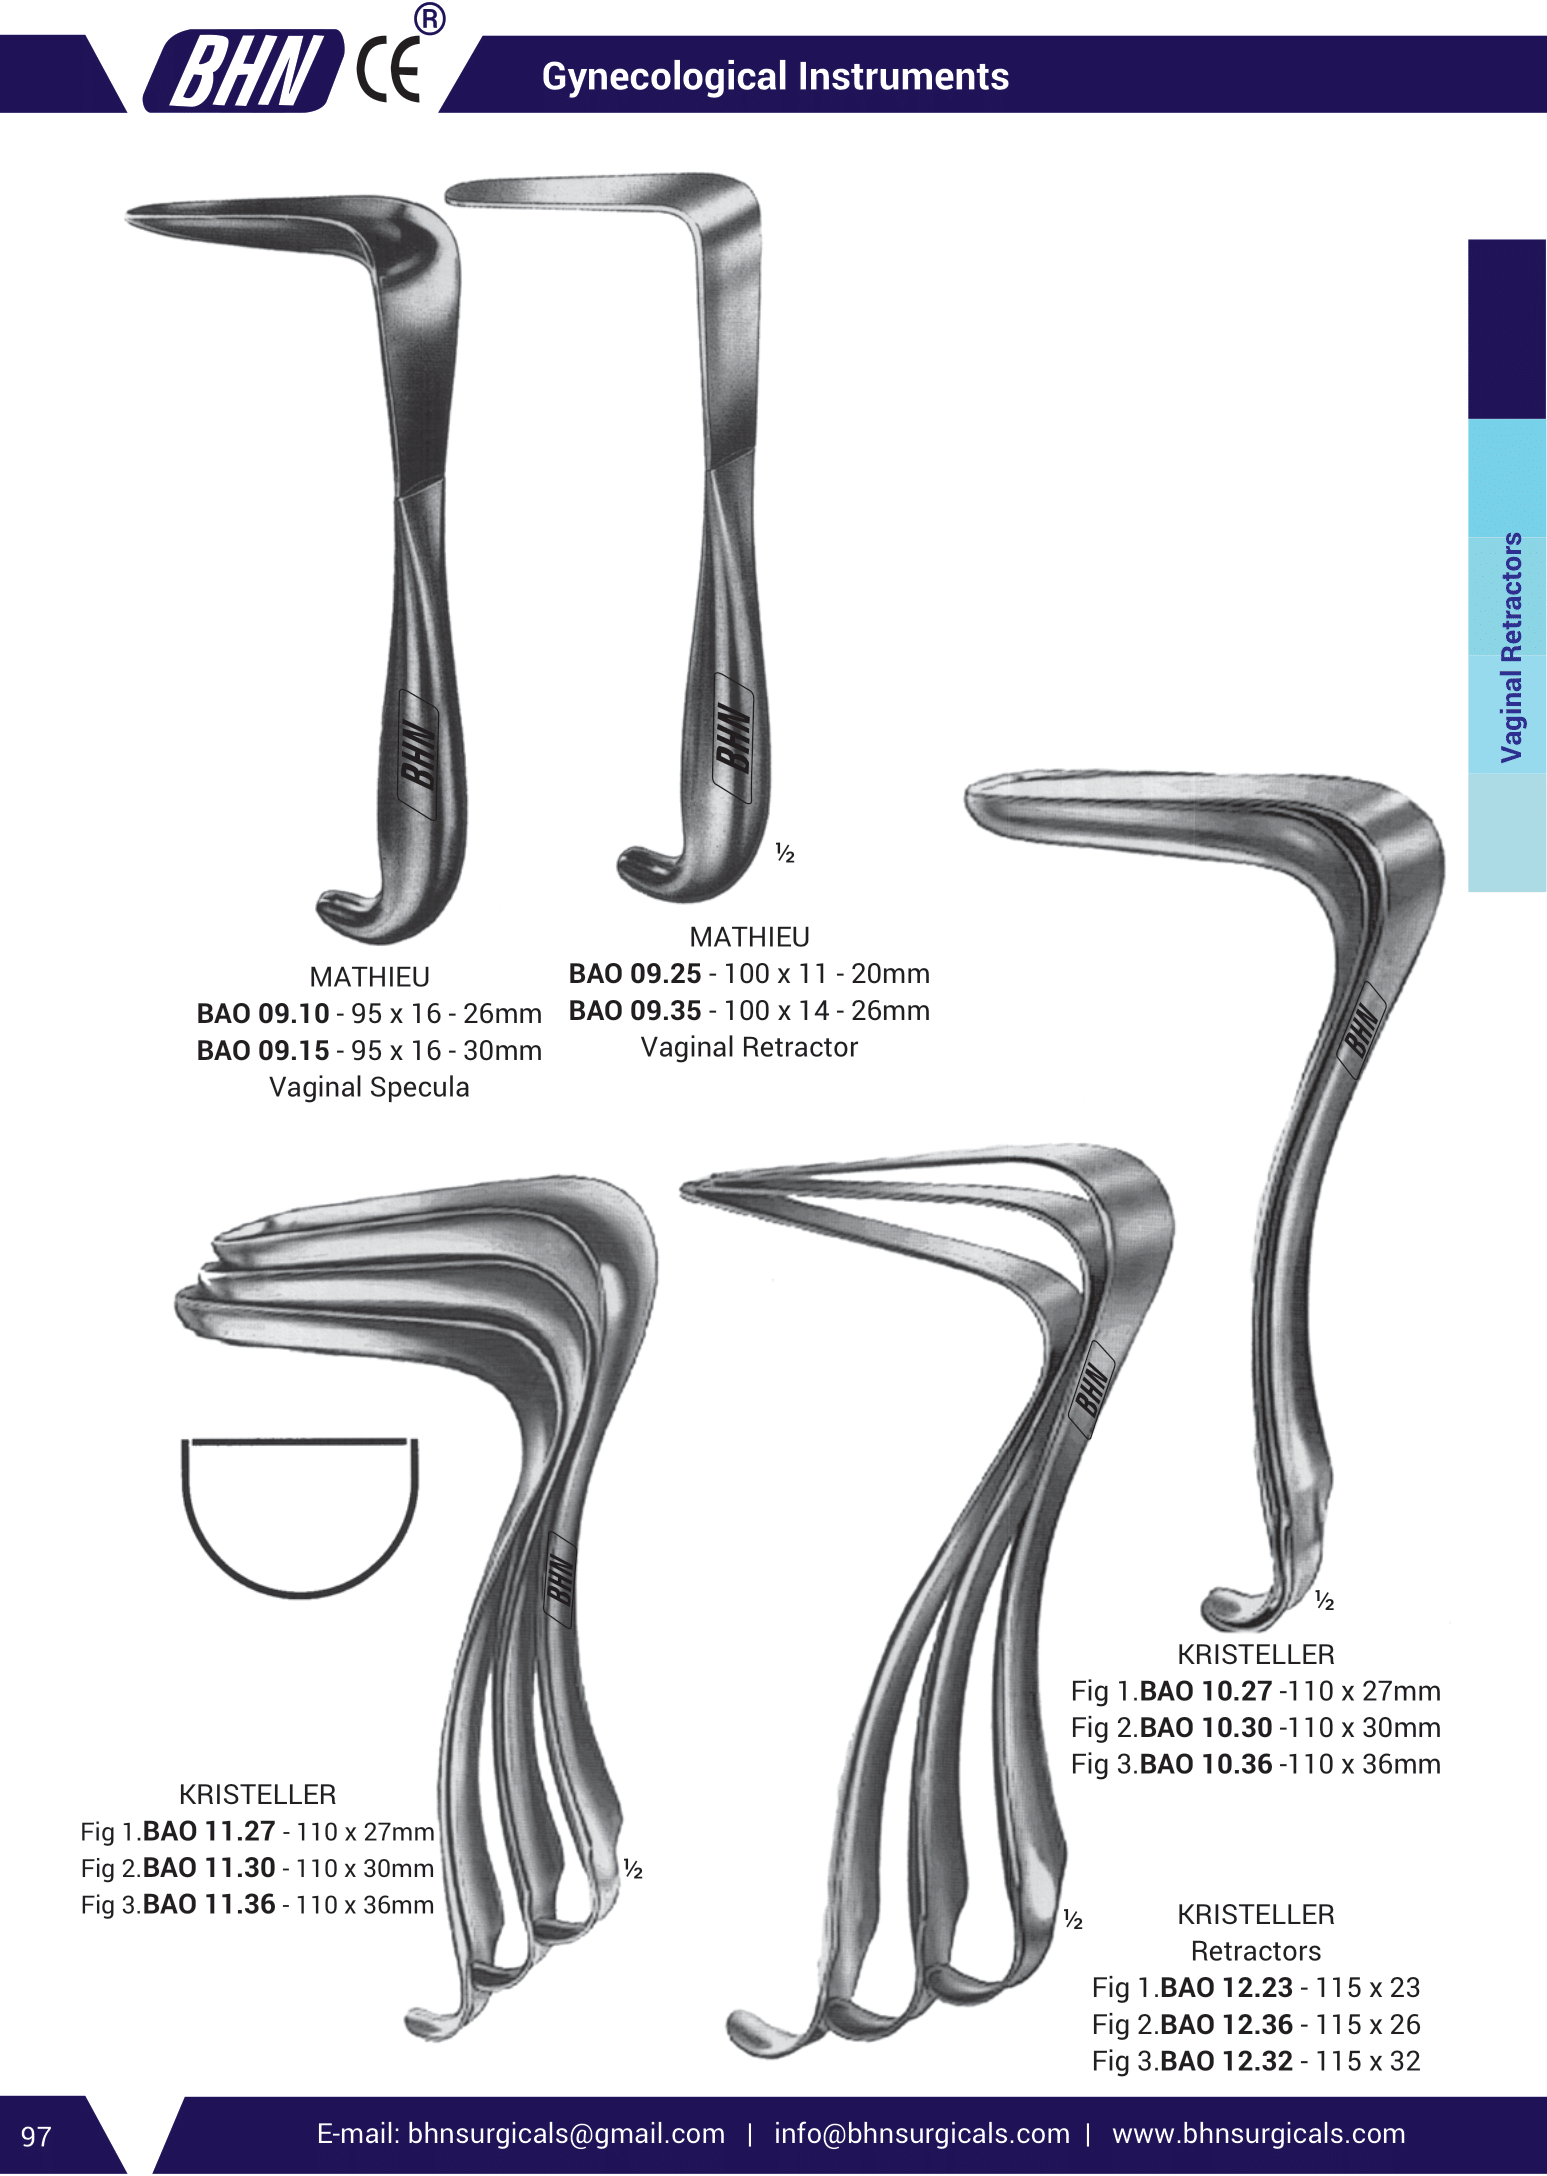 BHN CE ®
Gynecological Instruments
Vaginal Retractors
BHN
BHN
½
MATHIEU
BAO 09.10 - 95 x 16 - 26mm
BAO 09.15 - 95 x 16 - 30mm
Vaginal Specula
MATHIEU
BAO 09.25 - 100 x 11 - 20mm
BAO 09.35 - 100 x 14 - 26mm
Vaginal Retractor
BHN
BHN
BHN
½
KRISTELLER
Fig 1.BAO 10.27 -110 x 27mm
Fig 2.BAO 10.30 -110 x 30mm
Fig 3.BAO 10.36 -110 x 36mm
KRISTELLER
Fig 1.BAO 11.27 - 110 x 27mm
Fig 2.BAO 11.30 - 110 x 30mm
Fig 3.BAO 11.36 - 110 x 36mm
½
½
KRISTELLER
Retractors
Fig 1.BAO 12.23 - 115 x 23
Fig 2.BAO 12.36 - 115 x 26
Fig 3.BAO 12.32 - 115 x 32
97
E-mail: bhnsurgicals@gmail.com | info@bhnsurgicals.com | www.bhnsurgicals.com